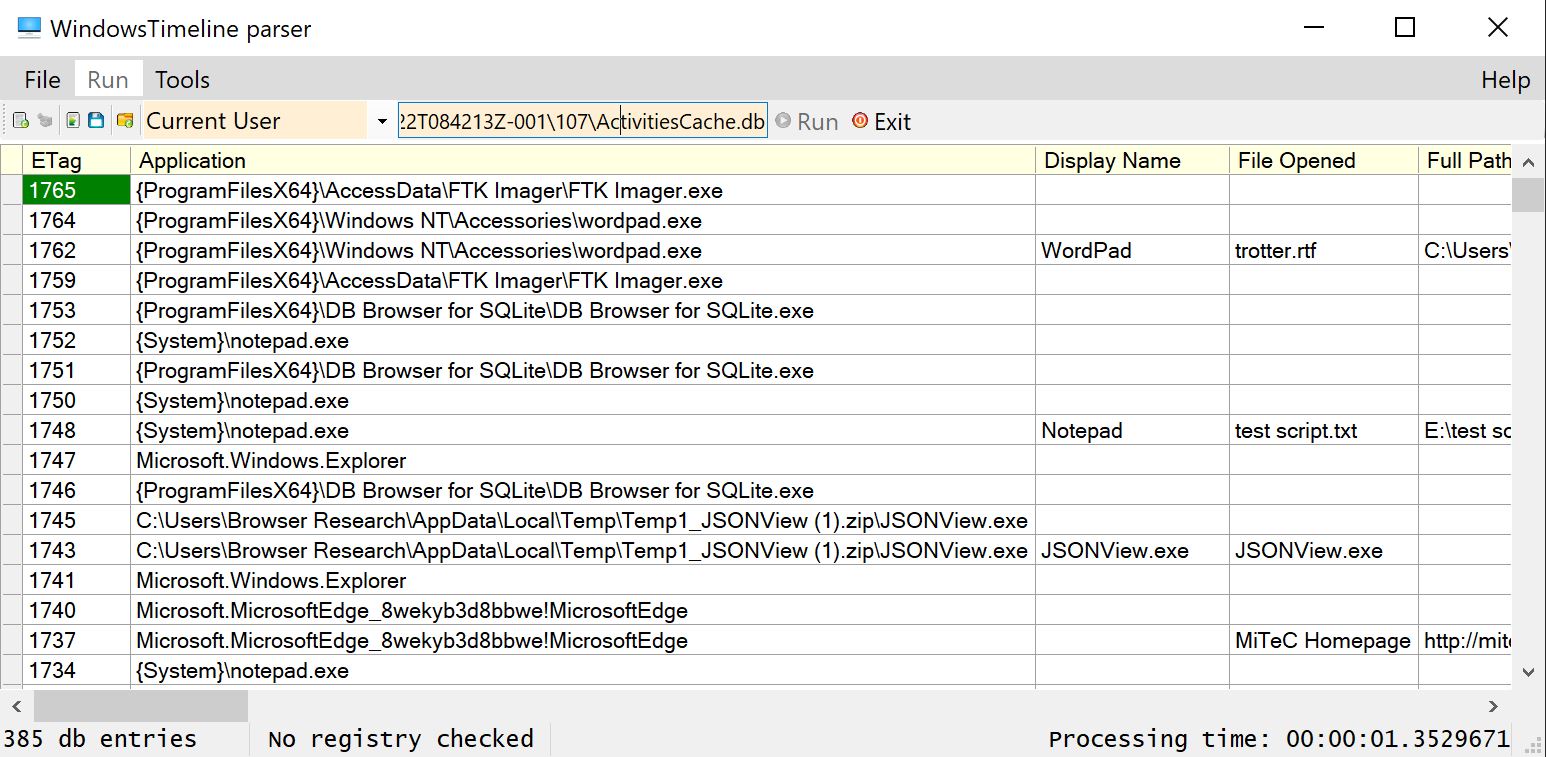 WindowsTimeline parser
File Run Tools Help
Current User 22T084213Z-001\107\ActivitiesCache.db Run Exit
ETag Application Display Name File Opened Full Path
1765 {ProgramFilesX64}\AccessData\FTK Imager\FTK Imager.exe
1764 {ProgramFilesX64}\Windows NT\Accessories\wordpad.exe
1762 {ProgramFilesX64}\Windows NT\Accessories\wordpad.exe WordPad trotter.rtf C:\Users\
1759 {ProgramFilesX64}\AccessData\FTK Imager\FTK Imager.exe
1753 {ProgramFilesX64}\DB Browser for SQLite\DB Browser for SQLite.exe
1752 {System}\notepad.exe
1751 {ProgramFilesX64}\DB Browser for SQLite\DB Browser for SQLite.exe
1750 {System}\notepad.exe
1748 {System}\notepad.exe Notepad test script.txt E:\test sc
1747 Microsoft.Windows.Explorer
1746 {ProgramFilesX64}\DB Browser for SQLite\DB Browser for SQLite.exe
1745 C:\Users\Browser Research\AppData\Local\Temp\Temp1_JSONView (1).zip\JSONView.exe
1743 C:\Users\Browser Research\AppData\Local\Temp\Temp1_JSONView (1).zip\JSONView.exe JSONView.exe JSONView.exe
1741 Microsoft.Windows.Explorer
1740 Microsoft.MicrosoftEdge_8wekyb3d8bbwe!MicrosoftEdge
1737 Microsoft.MicrosoftEdge_8wekyb3d8bbwe!MicrosoftEdge MiTeC Homepage http://mite
1734 {System}\notepad.exe
385 db entries No registry checked Processing time: 00:00:01.3529671